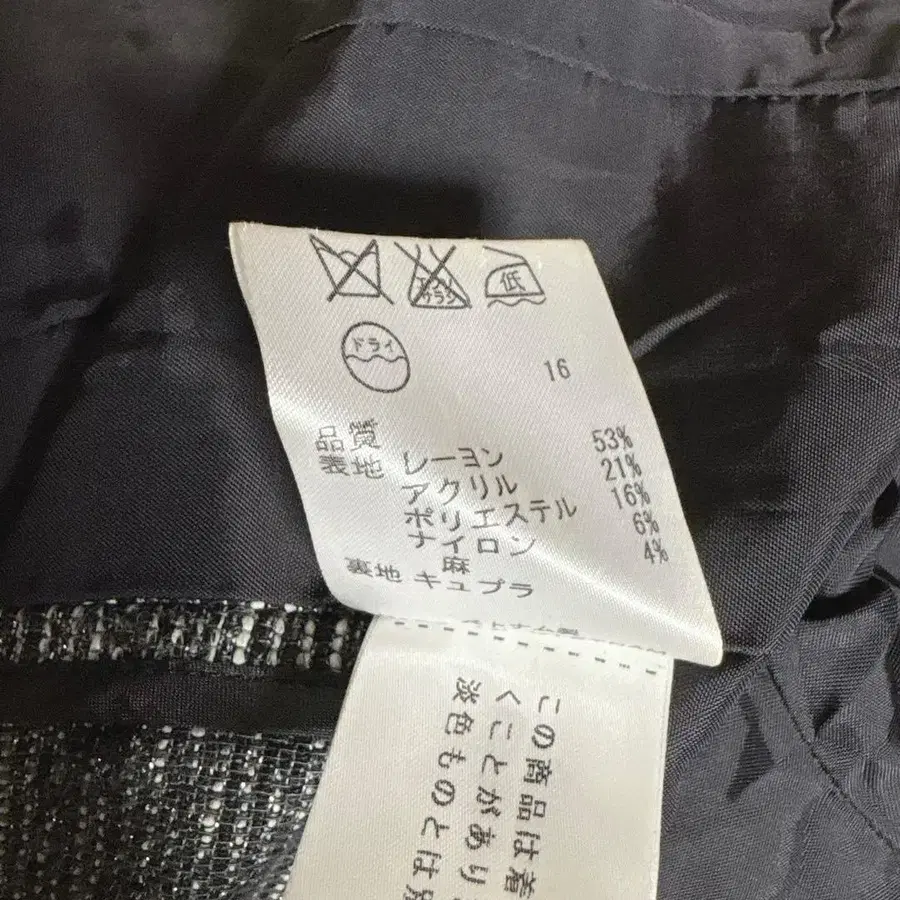 低
ドライ
16
品質
表地 レーヨン 53%
アクリル 21%
ポリエステル 16%
ナイロン 6%
麻 4%
裏地 キュプラ
この商品は着
くことがあり
淡色ものとは